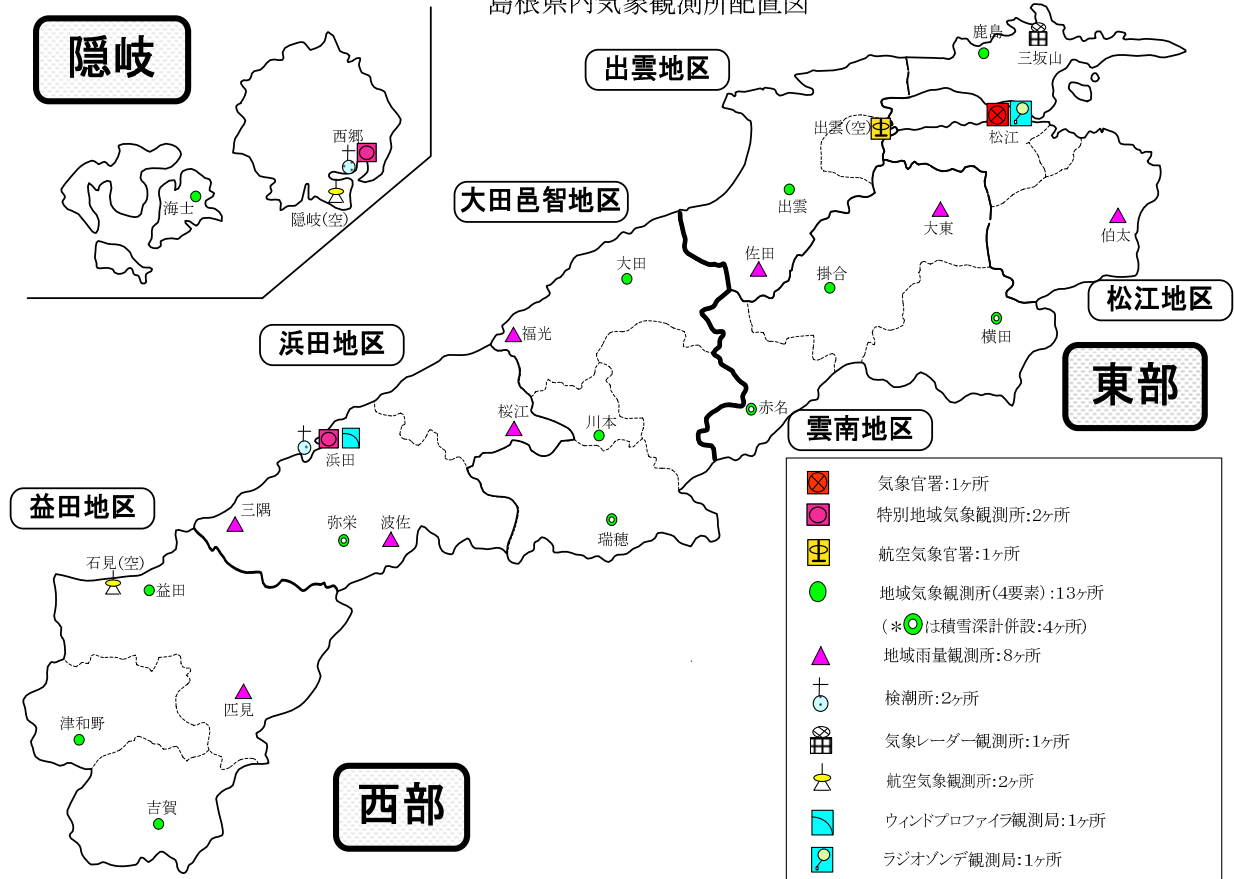 島根県内気象観測所配置図
隠岐
西郷
海士
隠岐(空)
出雲地区
鹿島
三坂山
出雲(空)
松江
大田邑智地区
出雲
大東
伯太
佐田
大田
掛合
松江地区
横田
福光
浜田地区
東部
赤名
桜江
川本
雲南地区
浜田
益田地区
三隅
弥栄
波佐
瑞穂
石見(空)
益田
匹見
津和野
吉賀
西部
気象官署:1ヶ所
特別地域気象観測所:2ヶ所
航空気象官署:1ヶ所
地域気象観測所(4要素):13ヶ所
(*は積雪深計併設:4ヶ所)
地域雨量観測所:8ヶ所
検潮所:2ヶ所
気象レーダー観測所:1ヶ所
航空気象観測所:2ヶ所
ウィンドプロファイラ観測局:1ヶ所
ラジオゾンデ観測局:1ヶ所